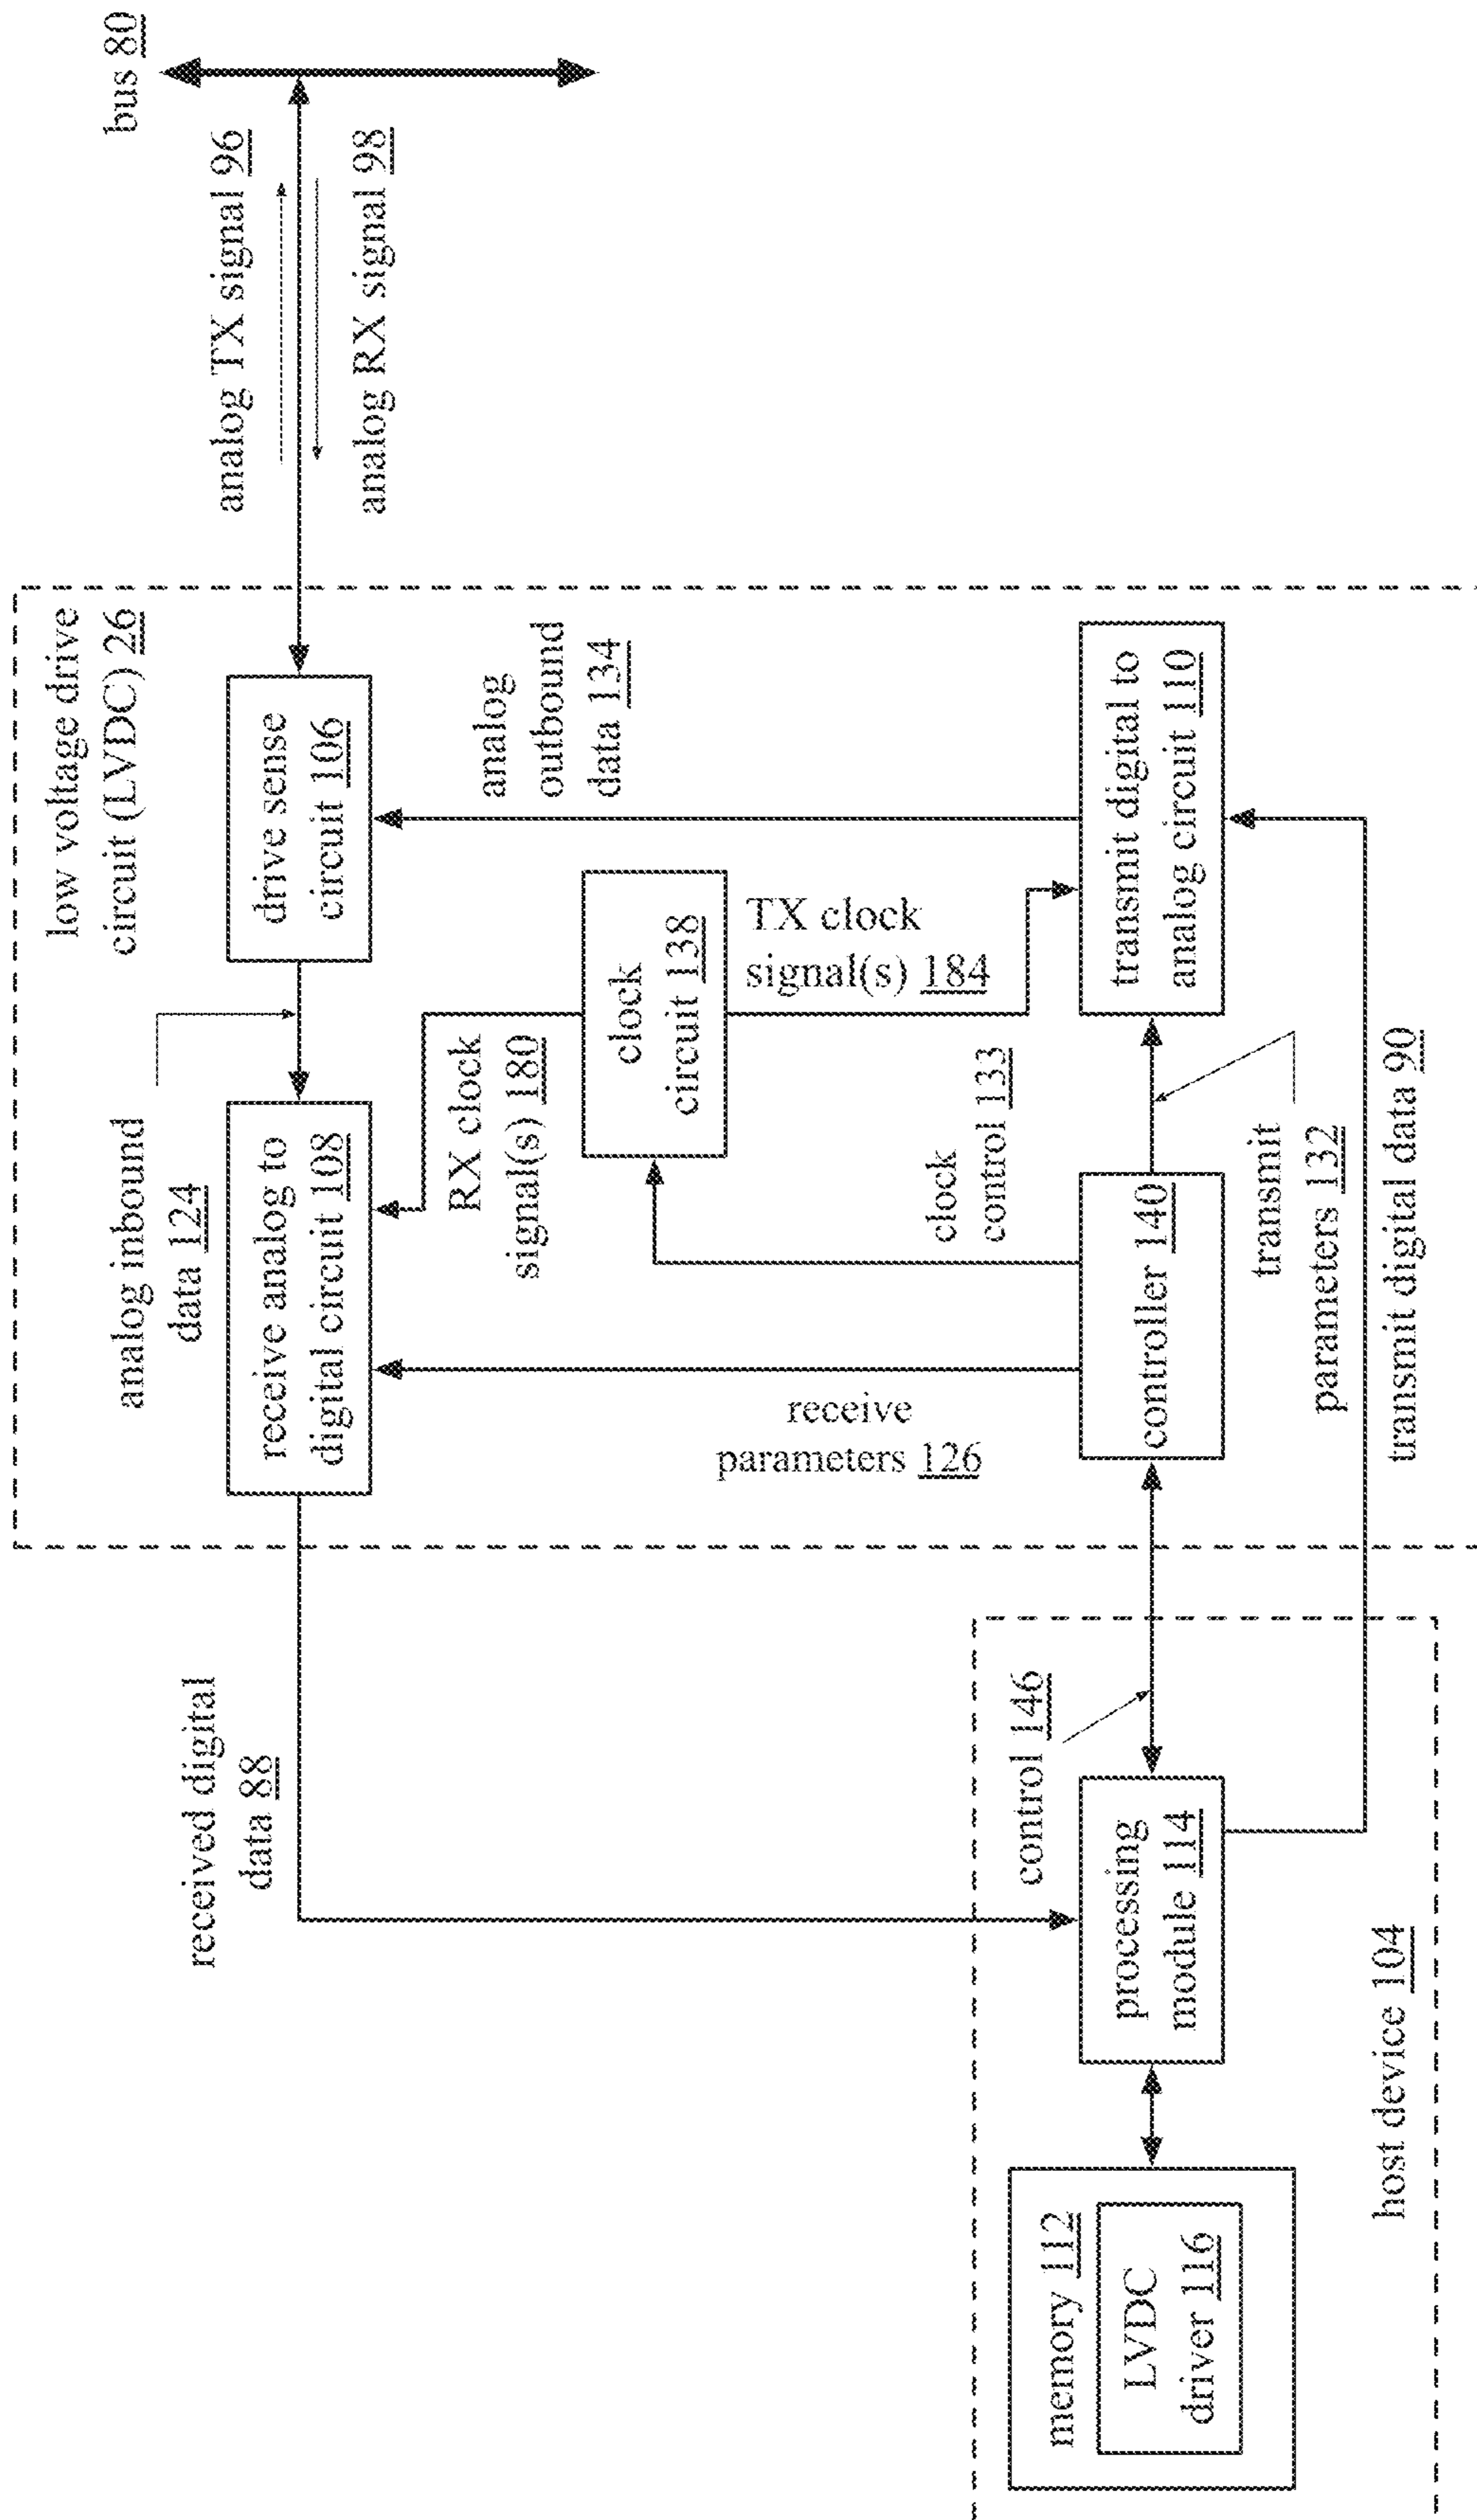 low voltage drive
circuit (LVDC) 26
bus 80
analog TX signal 96
analog RX signal 98
analog inbound
data 124
received digital
data 88
receive analog to
digital circuit 108
drive sense
circuit 106
analog
outbound
data 134
RX clock
signal(s) 180
clock
circuit 138
TX clock
signal(s) 184
receive
parameters 126
clock
control 133
control 146
memory 112
LVDC
driver 116
processing
module 114
controller 140
transmit digital to
analog circuit 110
transmit
parameters 132
transmit digital data 90
host device 104